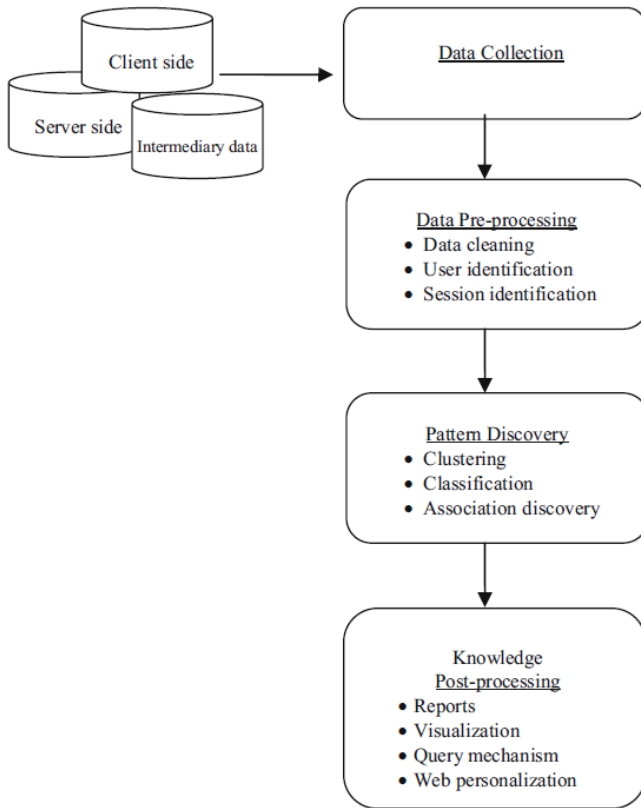 Client side
Server side
Intermediary data
Data Collection
Data Pre-processing
• Data cleaning
• User identification
• Session identification
Pattern Discovery
• Clustering
• Classification
• Association discovery
Knowledge
Post-processing
• Reports
• Visualization
• Query mechanism
• Web personalization